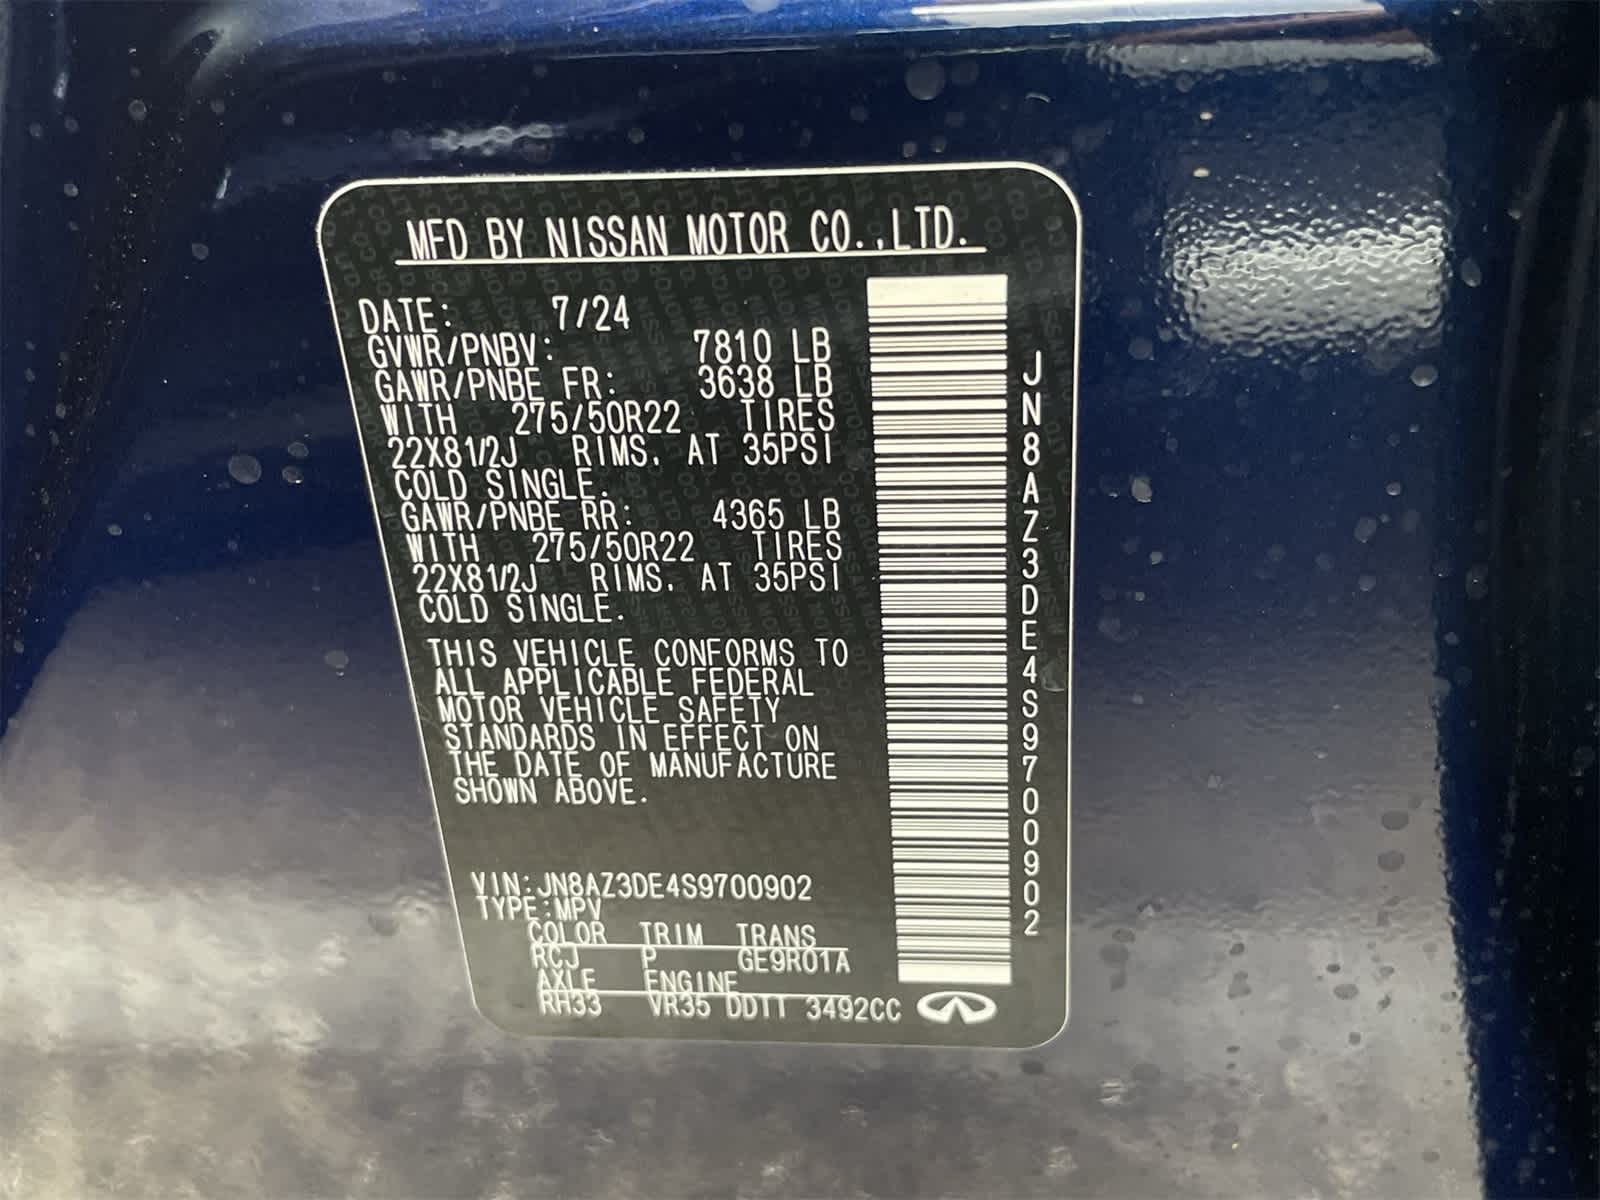 MFD BY NISSAN MOTOR CO.,LTD.
DATE: 7/24
GVWR/PNBV: 7810 LB
GAWR/PNBE FR: 3638 LB
WITH 275/50R22 TIRES
22X81/2J RIMS. AT 35PSI
COLD SINGLE.
GAWR/PNBE RR: 4365 LB
WITH 275/50R22 TIRES
22X81/2J RIMS. AT 35PSI
COLD SINGLE.
THIS VEHICLE CONFORMS TO
ALL APPLICABLE FEDERAL
MOTOR VEHICLE SAFETY
STANDARDS IN EFFECT ON
THE DATE OF MANUFACTURE
SHOWN ABOVE.
VIN:JN8AZ3DE4S9700902
TYPE:MPV
COLOR TRIM TRANS
RCJ P GE9R01A
AXLE ENGINE
RH33 VR35 DDTT 3492CC
JN8AZ3DE4S9700902